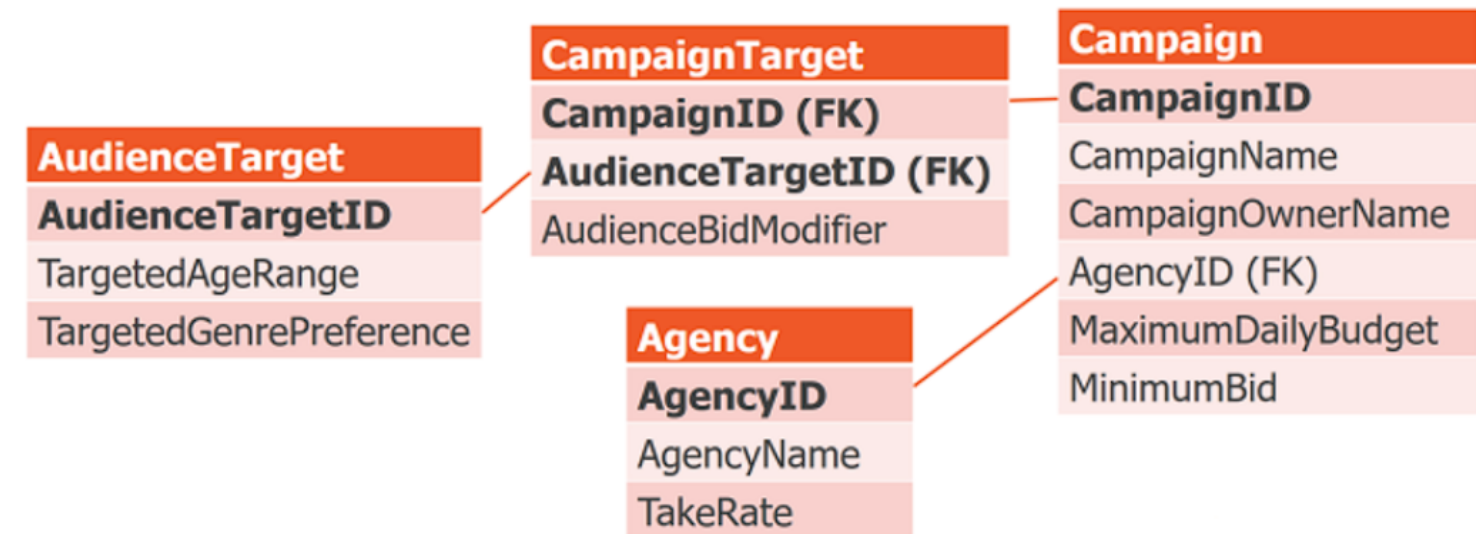 AudienceTarget
AudienceTargetID
TargetedAgeRange
TargetedGenrePreference
CampaignTarget
CampaignID (FK)
AudienceTargetID (FK)
AudienceBidModifier
Agency
AgencyID
AgencyName
TakeRate
Campaign
CampaignID
CampaignName
CampaignOwnerName
AgencyID (FK)
MaximumDailyBudget
MinimumBid